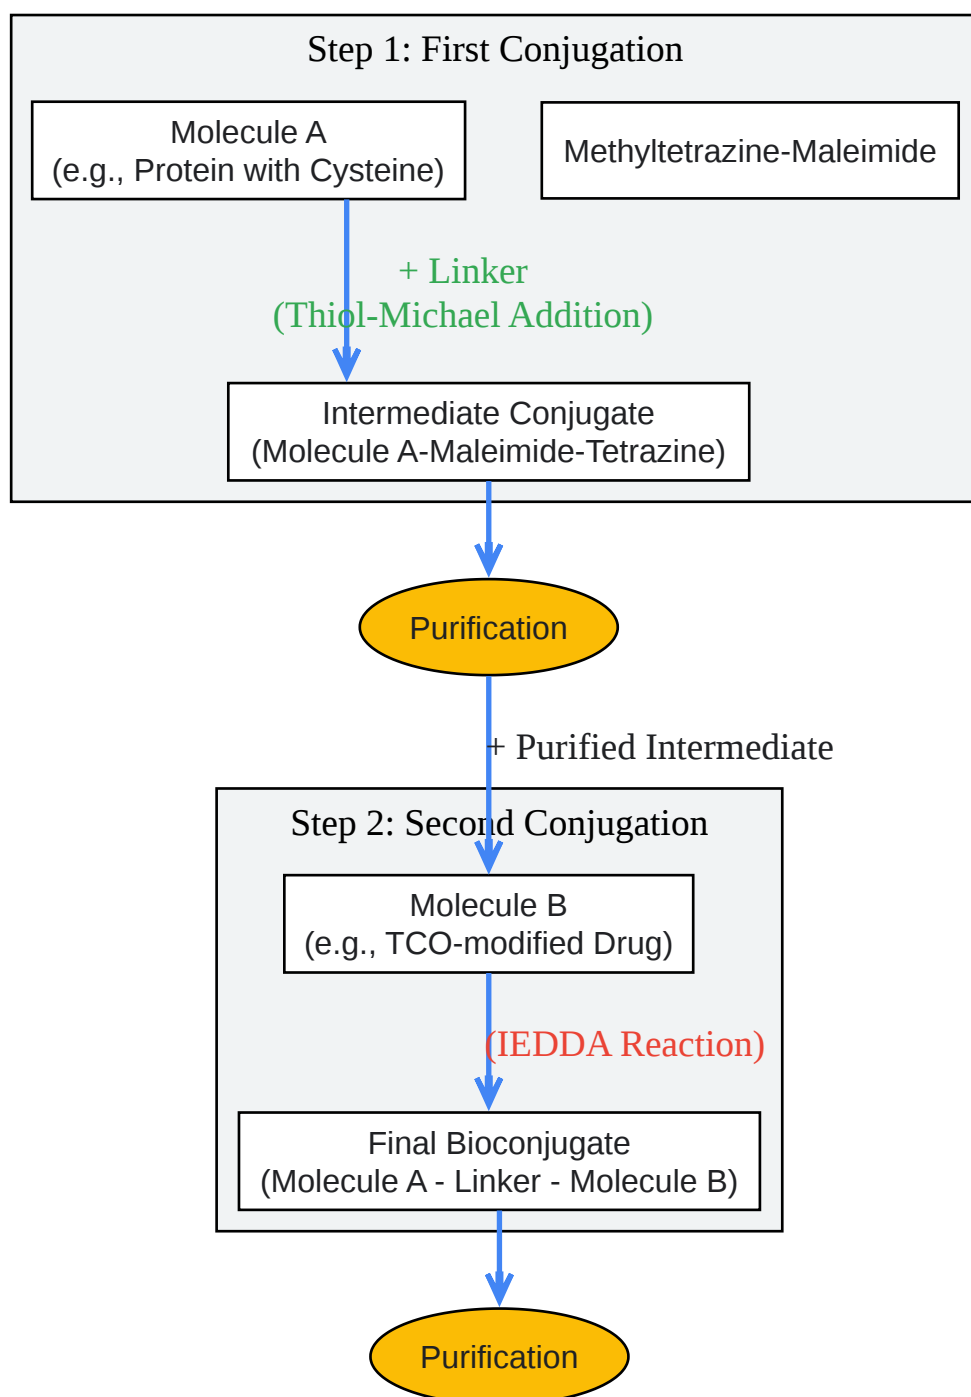 Step 1: First Conjugation
Molecule A
(e.g., Protein with Cysteine)
Methyltetrazine-Maleimide
+ Linker
(Thiol-Michael Addition)
Intermediate Conjugate
(Molecule A-Maleimide-Tetrazine)
Purification
+ Purified Intermediate
Step 2: Second Conjugation
Molecule B
(e.g., TCO-modified Drug)
(IEDDA Reaction)
Final Bioconjugate
(Molecule A - Linker - Molecule B)
Purification